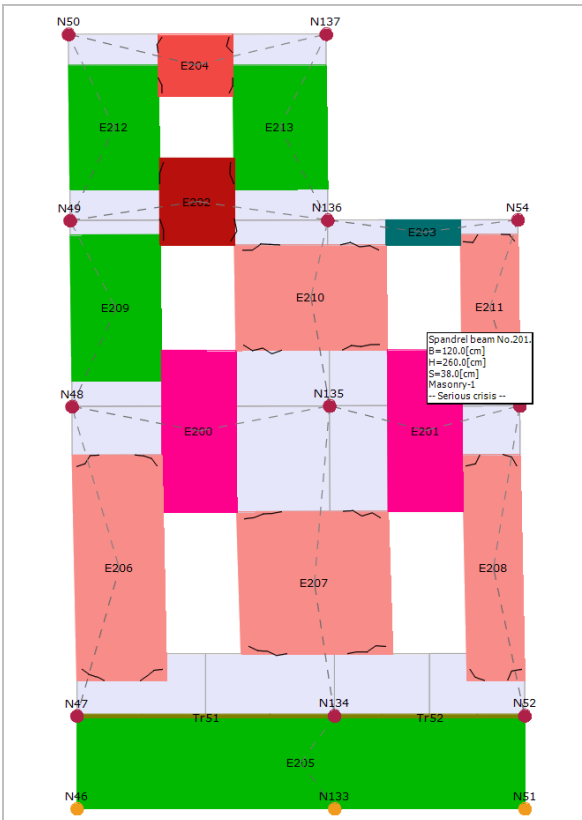 N50
N137
E204
E212
E213
E202
N49
N136
N54
E203
E209
E210
E211
Spandrel beam No.201.
B=120.0[cm]
H=260.0[cm]
S=38.0[cm]
Masonry-1
-- Serious crisis --
N48
N135
E200
E201
E206
E207
E208
N47
N134
N52
Tr51
Tr52
E205
N46
N133
N51